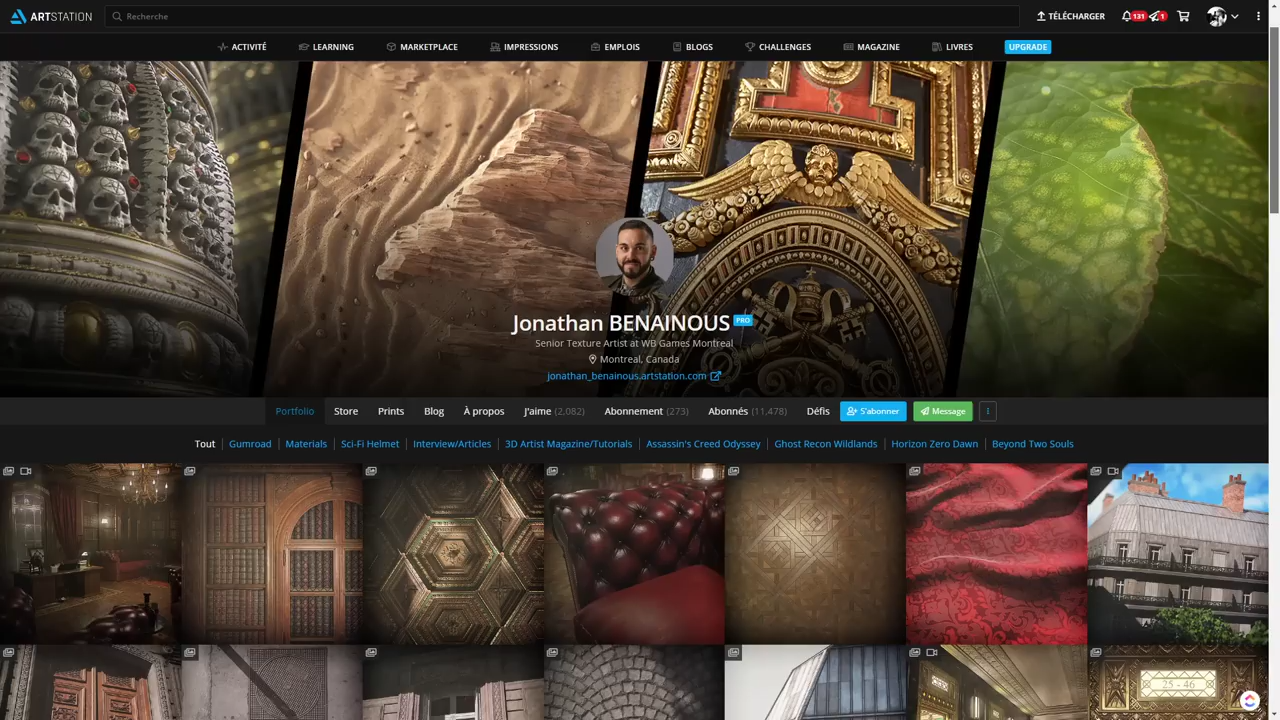 ARTSTATION
Recherche
TÉLÉCHARGER
131
1
ACTIVITÉ
LEARNING
MARKETPLACE
IMPRESSIONS
EMPLOIS
BLOGS
CHALLENGES
MAGAZINE
LIVRES
UPGRADE
Jonathan BENAINOUS PRO
Senior Texture Artist at WB Games Montreal
Montreal, Canada
jonathan_benainous.artstation.com
Portfolio
Store
Prints
Blog
À propos
J'aime (2,082)
Abonnement (273)
Abonnés (11,478)
Défis
S'abonner
Message
Tout
Gumroad
Materials
Sci-Fi Helmet
Interview/Articles
3D Artist Magazine/Tutorials
Assassin's Creed Odyssey
Ghost Recon Wildlands
Horizon Zero Dawn
Beyond Two Souls
25 - 46